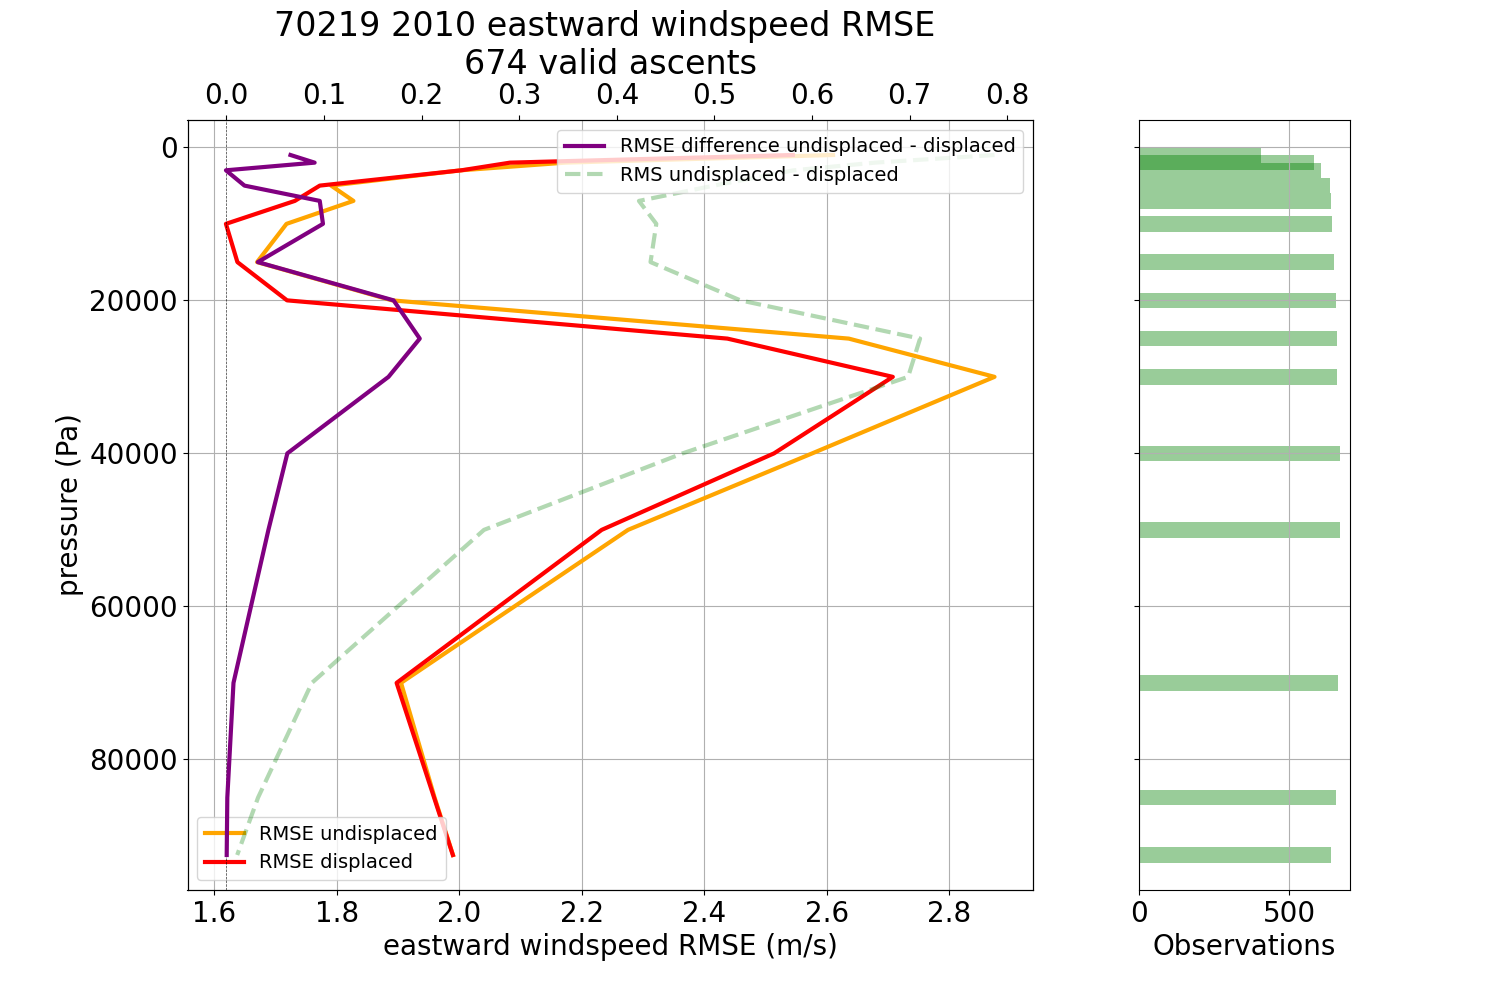 70219 2010 eastward windspeed RMSE
674 valid ascents
0.0 0.1 0.2 0.3 0.4 0.5 0.6 0.7 0.8
RMSE difference undisplaced - displaced
RMS undisplaced - displaced
0
20000
40000
60000
80000
pressure (Pa)
RMSE undisplaced
RMSE displaced
1.6 1.8 2.0 2.2 2.4 2.6 2.8
eastward windspeed RMSE (m/s)
0 500
Observations